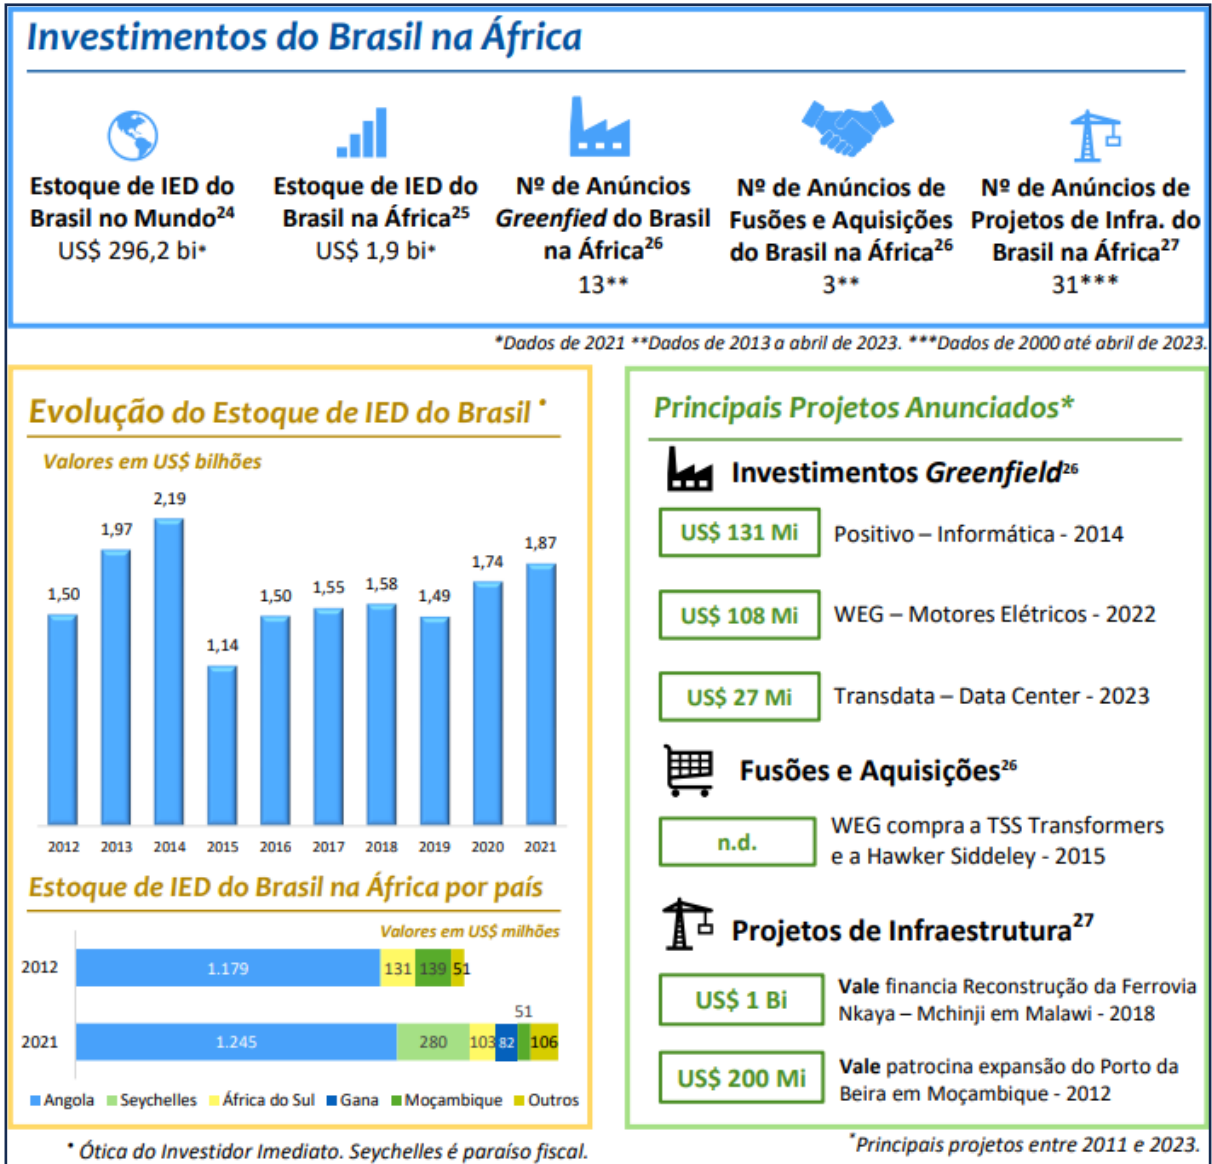 Investimentos do Brasil na África
Estoque de IED do
Brasil no Mundo24
US$ 296,2 bi*
Estoque de IED do
Brasil na África25
US$ 1,9 bi*
Nº de Anúncios
Greenfied do Brasil
na África26
13**
Nº de Anúncios de
Fusões e Aquisições
do Brasil na África26
3**
Nº de Anúncios de
Projetos de Infra. do
Brasil na África27
31***
*Dados de 2021 **Dados de 2013 a abril de 2023. ***Dados de 2000 até abril de 2023.
Evolução do Estoque de IED do Brasil •
Valores em US$ bilhões
1,50
1,97
2,19
1,14
1,50
1,55
1,58
1,49
1,74
1,87
2012 2013 2014 2015 2016 2017 2018 2019 2020 2021
Estoque de IED do Brasil na África por país
Valores em US$ milhões
2012 1.179 131 139 51
51
2021 1.245 280 103 82 106
Angola Seychelles África do Sul Gana Moçambique Outros
• Ótica do Investidor Imediato. Seychelles é paraíso fiscal.
Principais Projetos Anunciados*
Investimentos Greenfield26
US$ 131 Mi Positivo – Informática - 2014
US$ 108 Mi WEG – Motores Elétricos - 2022
US$ 27 Mi Transdata – Data Center - 2023
Fusões e Aquisições26
n.d.
WEG compra a TSS Transformers
e a Hawker Siddeley - 2015
Projetos de Infraestrutura27
US$ 1 Bi
Vale financia Reconstrução da Ferrovia
Nkaya – Mchinji em Malawi - 2018
US$ 200 Mi
Vale patrocina expansão do Porto da
Beira em Moçambique - 2012
*Principais projetos entre 2011 e 2023.